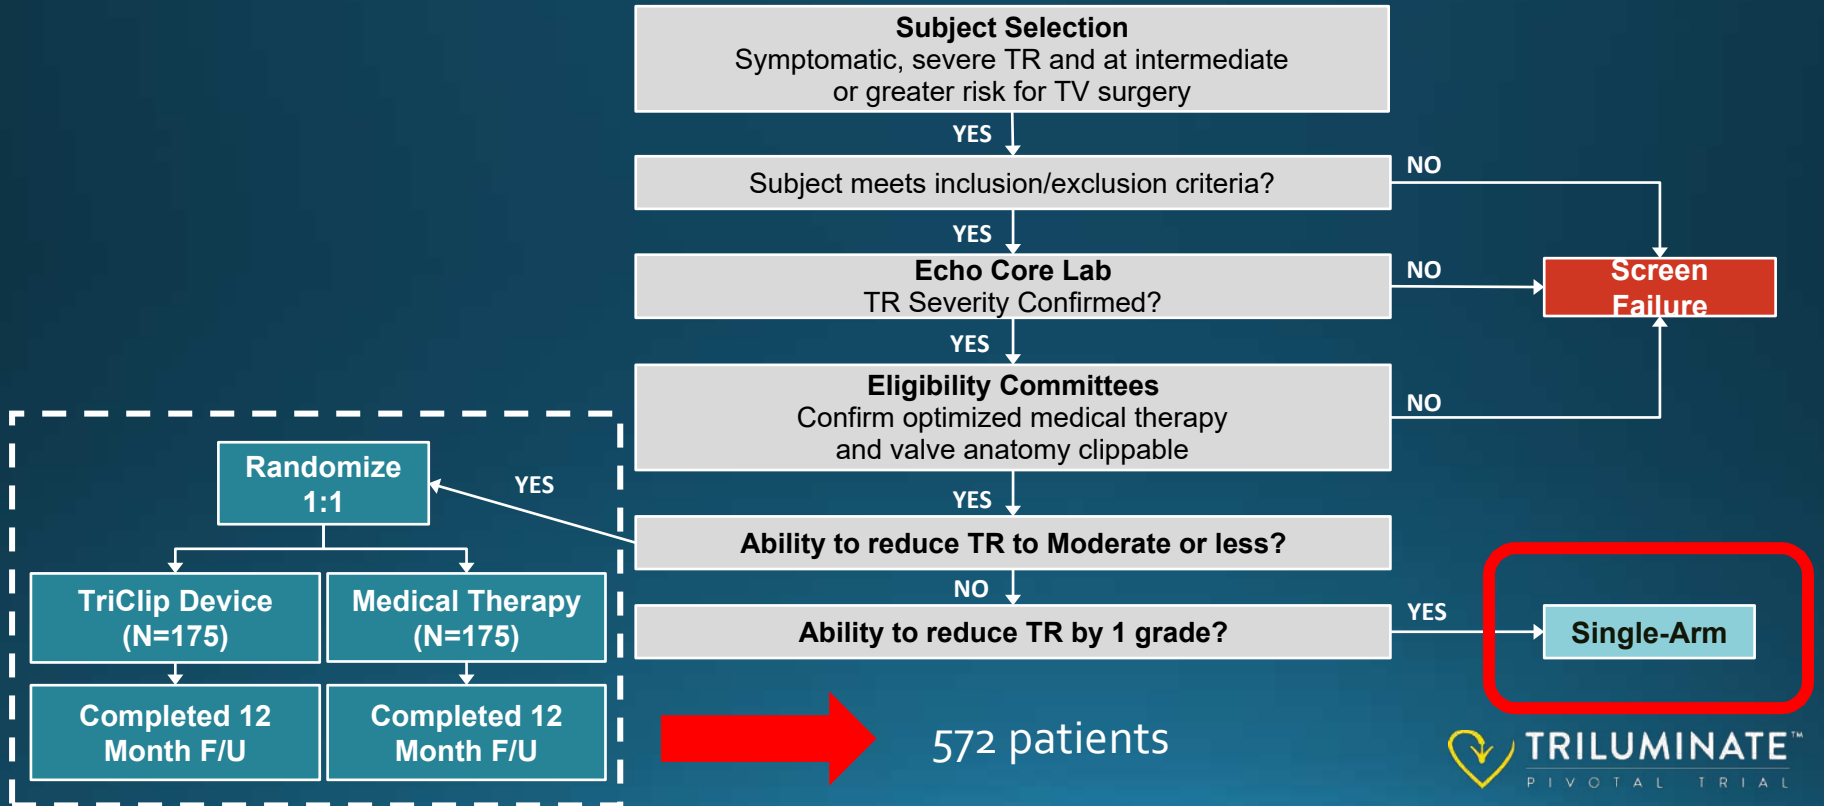 Subject Selection
Symptomatic, severe TR and at intermediate
or greater risk for TV surgery
YES
Subject meets inclusion/exclusion criteria?
NO
YES
Echo Core Lab
TR Severity Confirmed?
NO
Screen
Failure
YES
Eligibility Committees
Confirm optimized medical therapy
and valve anatomy clippable
NO
YES
Ability to reduce TR to Moderate or less?
YES
Randomize
1:1
NO
Ability to reduce TR by 1 grade?
YES
Single-Arm
TriClip Device
(N=175)
Medical Therapy
(N=175)
Completed 12
Month F/U
Completed 12
Month F/U
572 patients
TRILUMINATE™
PIVOTAL TRIAL